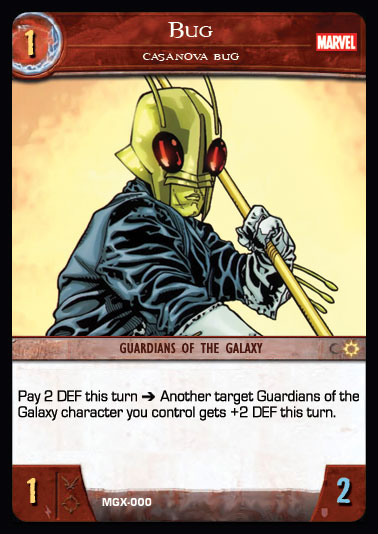 1
Bug
MARVEL
CASANOVA BUG
GUARDIANS OF THE GALAXY
C
Pay 2 DEF this turn ➔ Another target Guardians of the
Galaxy character you control gets +2 DEF this turn.
1
MGX-000
2